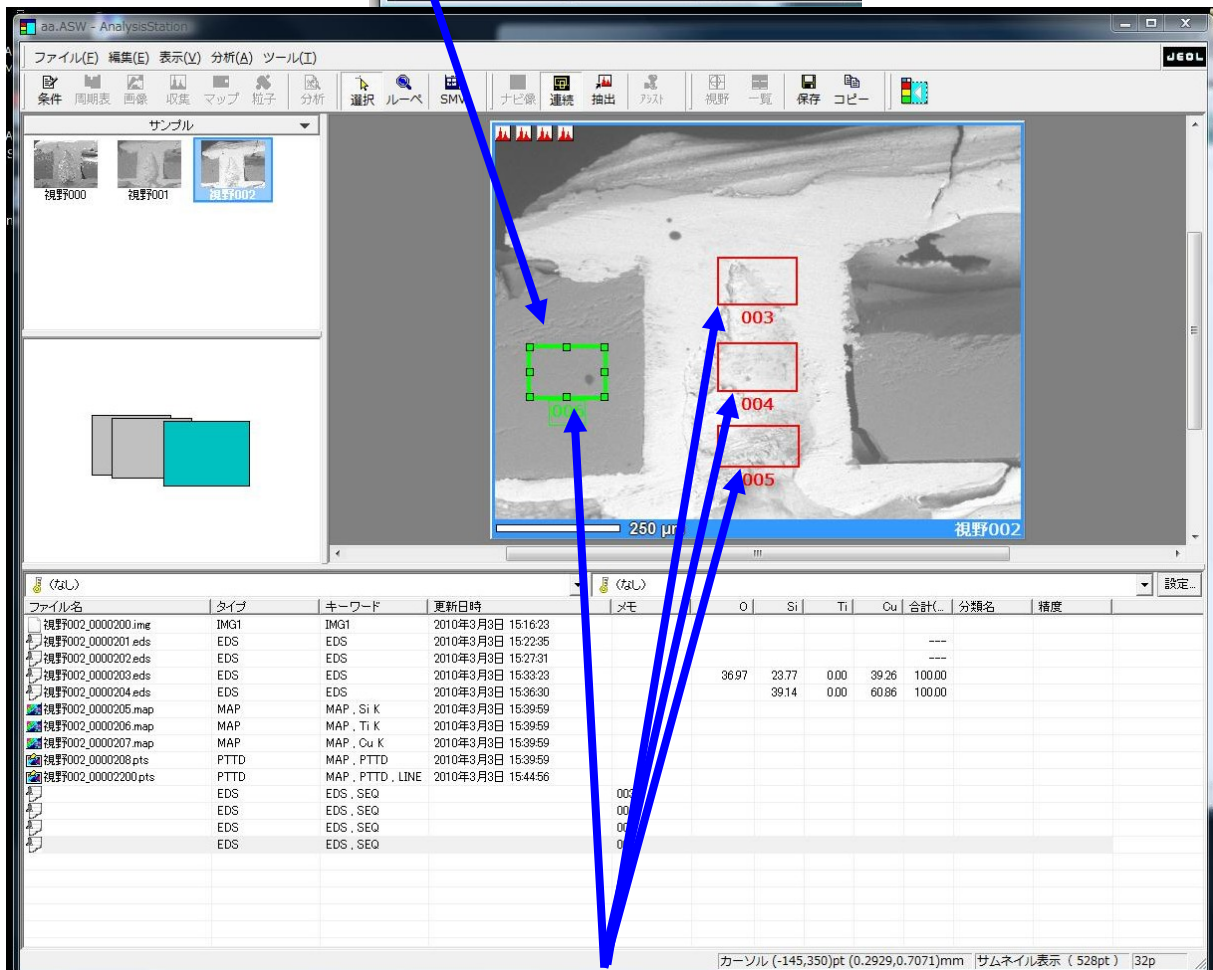 aa.ASW - AnalysisStation
ファイル(F) 編集(E) 表示(V) 分析(A) ツール(T)
JEOL
条件 周期表 画像 収集 マップ 粒子 分析 選択 ルーペ SMV ナビ像 連続 抽出 アシスト 視野 一覧 保存 コピー
サンプル
視野000 視野001 視野002
003
004
005
250
視野002
(なし) (なし) 設定...
ファイル名 タイプ キーワード 更新日時 メモ O Si Ti Cu 合計(... 分類名 精度
視野002_0000200.img IMG1 IMG1 2010年3月3日 15:16:23
視野002_0000201.eds EDS EDS 2010年3月3日 15:22:35 ---
視野002_0000202.eds EDS EDS 2010年3月3日 15:27:31 ---
視野002_0000203.eds EDS EDS 2010年3月3日 15:33:23 36.97 23.77 0.00 39.26 100.00
視野002_0000204.eds EDS EDS 2010年3月3日 15:36:30 39.14 0.00 60.86 100.00
視野002_0000205.map MAP MAP , Si K 2010年3月3日 15:39:59
視野002_0000206.map MAP MAP , Ti K 2010年3月3日 15:39:59
視野002_0000207.map MAP MAP , Cu K 2010年3月3日 15:39:59
視野002_0000208.pts PTTD MAP , PTTD 2010年3月3日 15:39:59
視野002_00002200.pts PTTD MAP , PTTD , LINE 2010年3月3日 15:44:56
EDS EDS , SEQ
EDS EDS , SEQ
EDS EDS , SEQ
EDS EDS , SEQ
カーソル (-145,350)pt (0.2929,0.7071)mm サムネイル表示 ( 528pt ) 32p